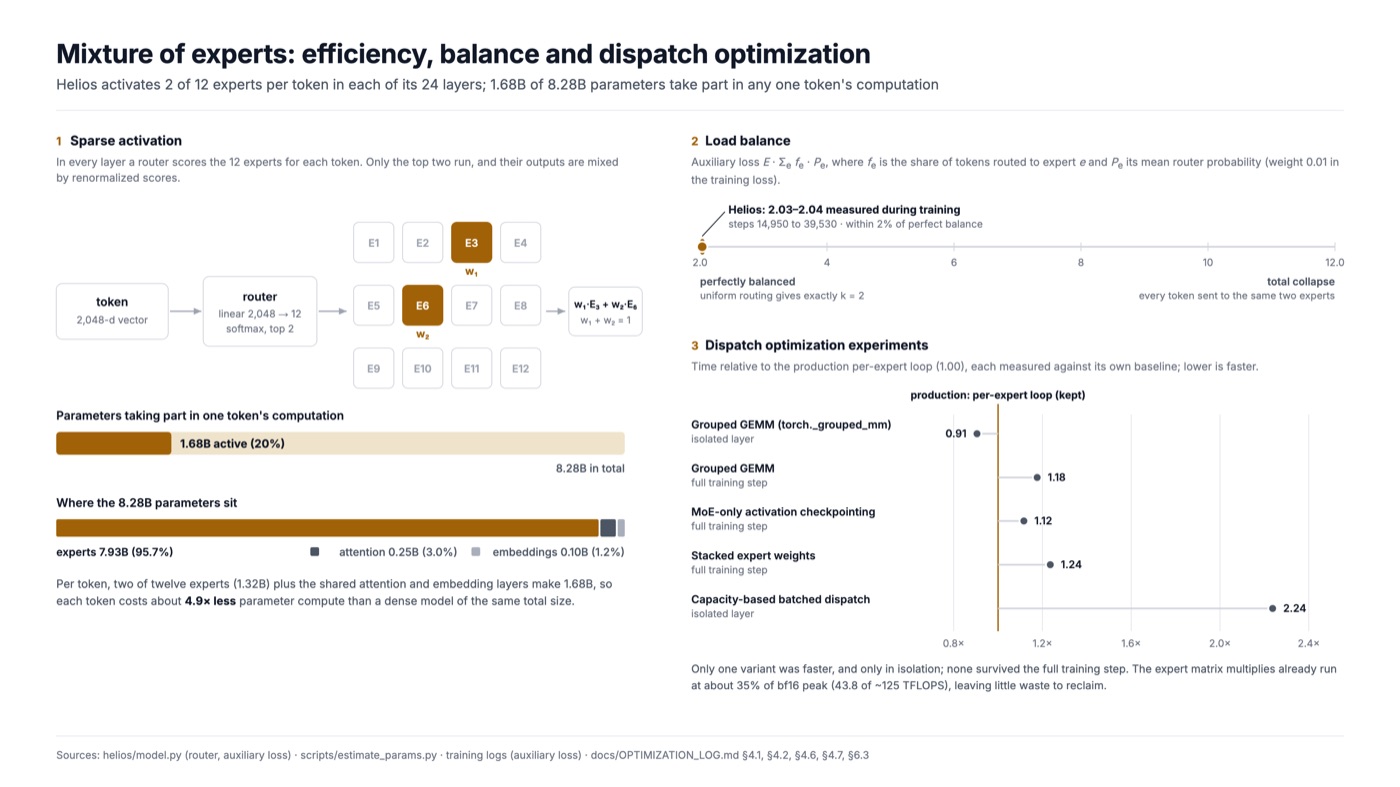 Mixture of experts: efficiency, balance and dispatch optimization
Helios activates 2 of 12 experts per token in each of its 24 layers; 1.68B of 8.28B parameters take part in any one token's computation
1 Sparse activation
In every layer a router scores the 12 experts for each token. Only the top two run, and their outputs are mixed
by renormalized scores.
E1 E2 E3 E4
w₁
token
2,048-d vector
router
linear 2,048 → 12
softmax, top 2
E5 E6 E7 E8
w₂
w₁·E₃ + w₂·E₆
w₁ + w₂ = 1
E9 E10 E11 E12
Parameters taking part in one token's computation
1.68B active (20%)
8.28B in total
Where the 8.28B parameters sit
experts 7.93B (95.7%) attention 0.25B (3.0%) embeddings 0.10B (1.2%)
Per token, two of twelve experts (1.32B) plus the shared attention and embedding layers make 1.68B, so
each token costs about 4.9× less parameter compute than a dense model of the same total size.
2 Load balance
Auxiliary loss E · Σₑ fₑ · Pₑ, where fₑ is the share of tokens routed to expert e and Pₑ its mean router probability (weight 0.01 in
the training loss).
Helios: 2.03–2.04 measured during training
steps 14,950 to 39,530 · within 2% of perfect balance
2.0 4 6 8 10 12.0
perfectly balanced
uniform routing gives exactly k = 2
total collapse
every token sent to the same two experts
3 Dispatch optimization experiments
Time relative to the production per-expert loop (1.00), each measured against its own baseline; lower is faster.
production: per-expert loop (kept)
Grouped GEMM (torch._grouped_mm)
isolated layer
0.91
Grouped GEMM
full training step
1.18
MoE-only activation checkpointing
full training step
1.12
Stacked expert weights
full training step
1.24
Capacity-based batched dispatch
isolated layer
2.24
0.8× 1.2× 1.6× 2.0× 2.4×
Only one variant was faster, and only in isolation; none survived the full training step. The expert matrix multiplies already run
at about 35% of bf16 peak (43.8 of ~125 TFLOPS), leaving little waste to reclaim.
Sources: helios/model.py (router, auxiliary loss) · scripts/estimate_params.py · training logs (auxiliary loss) · docs/OPTIMIZATION_LOG.md §4.1, §4.2, §4.6, §4.7, §6.3